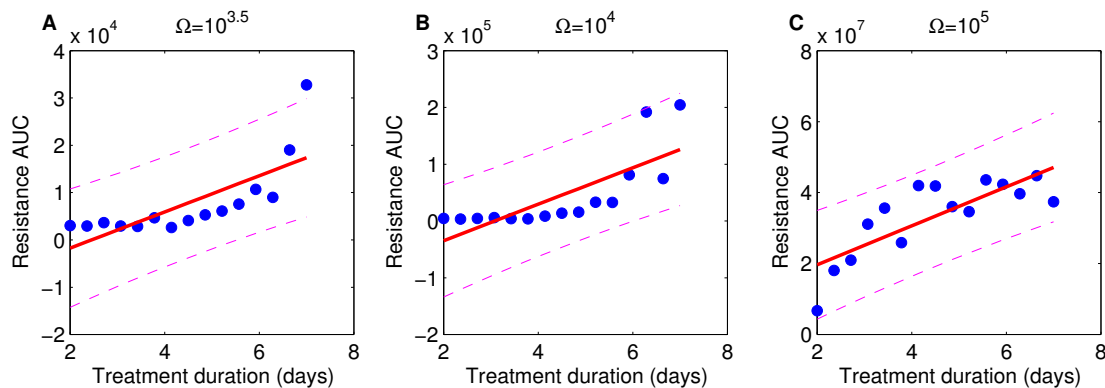 A Ω=10^3.5
x 10^4
Resistance AUC
4
3
2
1
0
−1
−2
2 4 6 8
Treatment duration (days)
B Ω=10^4
x 10^5
Resistance AUC
3
2
1
0
−1
−2
2 4 6 8
Treatment duration (days)
C Ω=10^5
x 10^7
Resistance AUC
8
6
4
2
0
2 4 6 8
Treatment duration (days)